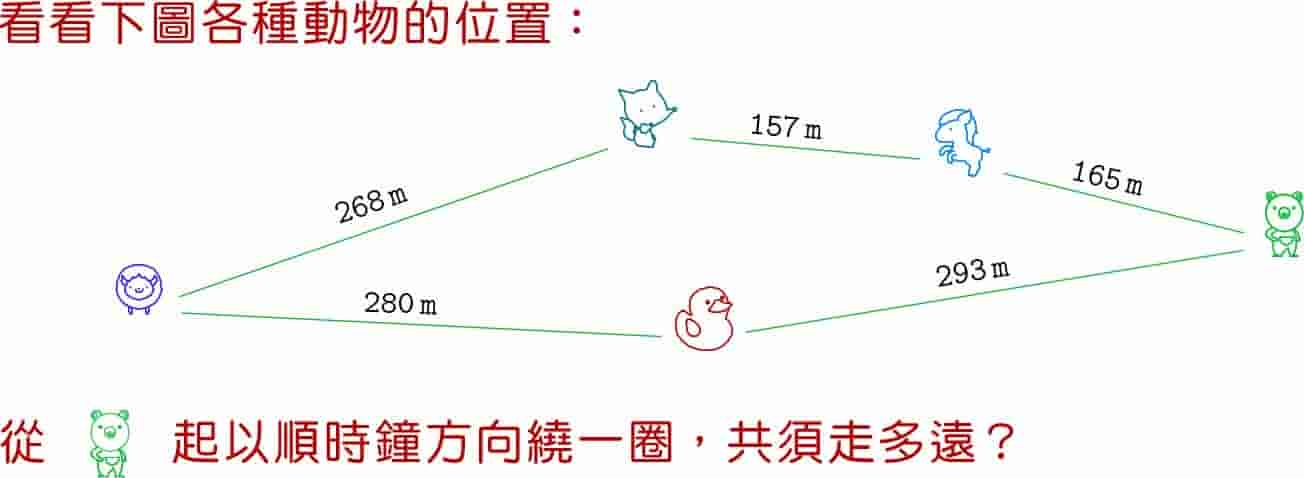 看看下圖各種動物的位置：
157 m
165 m
268 m
293 m
280 m
從 起以順時鐘方向繞一圈，共須走多遠？